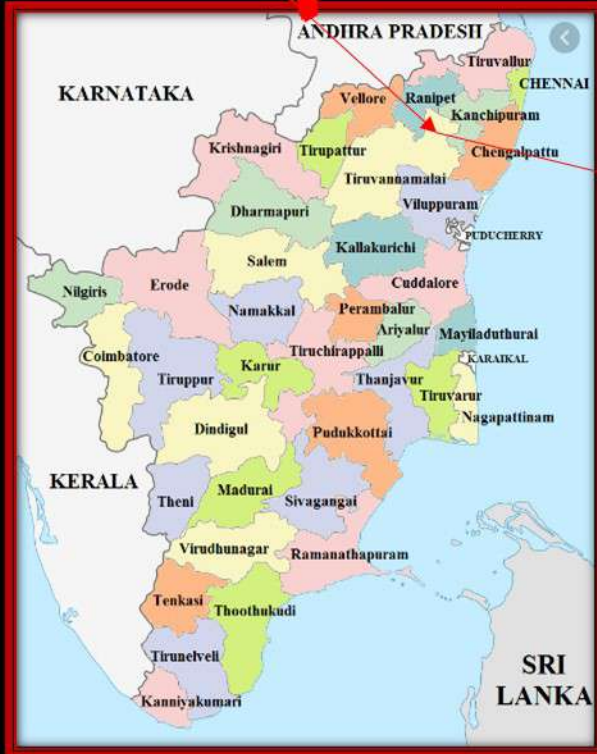 ANDHRA PRADESH
Tiruvallur
KARNATAKA
CHENNAI
Vellore
Ranipet
Kanchipuram
Krishnagiri
Tirupattur
Chengalpattu
Tiruvannamalai
Viluppuram
Dharmapuri
PUDUCHERRY
Kallakurichi
Salem
Cuddalore
Nilgiris
Erode
Namakkal
Perambalur
Ariyalur
Mayiladuthurai
Coimbatore
Tiruchirappalli
KARAIKAL
Karur
Tiruppur
Thanjavur
Tiruvarur
Nagapattinam
Dindigul
Pudukkottai
KERALA
Madurai
Theni
Sivagangai
Virudhunagar
Ramanathapuram
Tenkasi
Thoothukudi
Tirunelveli
SRI
LANKA
Kanniyakumari